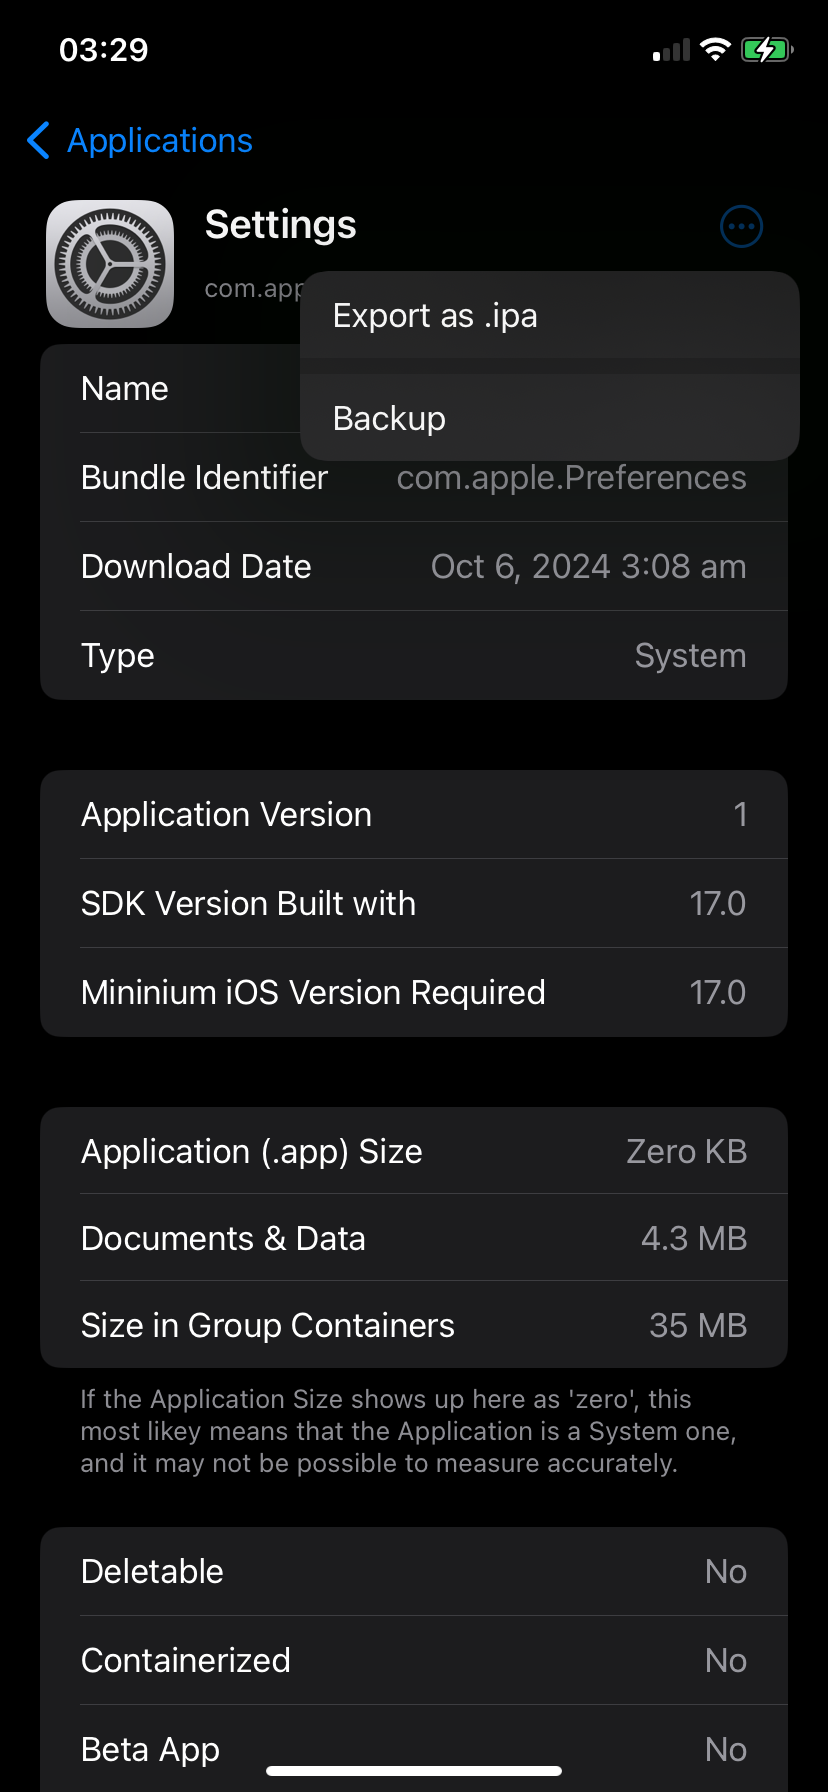 03:29
Applications
Settings
com.app
Export as .ipa
Backup
Name
Bundle Identifier com.apple.Preferences
Download Date Oct 6, 2024 3:08 am
Type System
Application Version 1
SDK Version Built with 17.0
Mininium iOS Version Required 17.0
Application (.app) Size Zero KB
Documents & Data 4.3 MB
Size in Group Containers 35 MB
If the Application Size shows up here as 'zero', this
most likey means that the Application is a System one,
and it may not be possible to measure accurately.
Deletable No
Containerized No
Beta App No